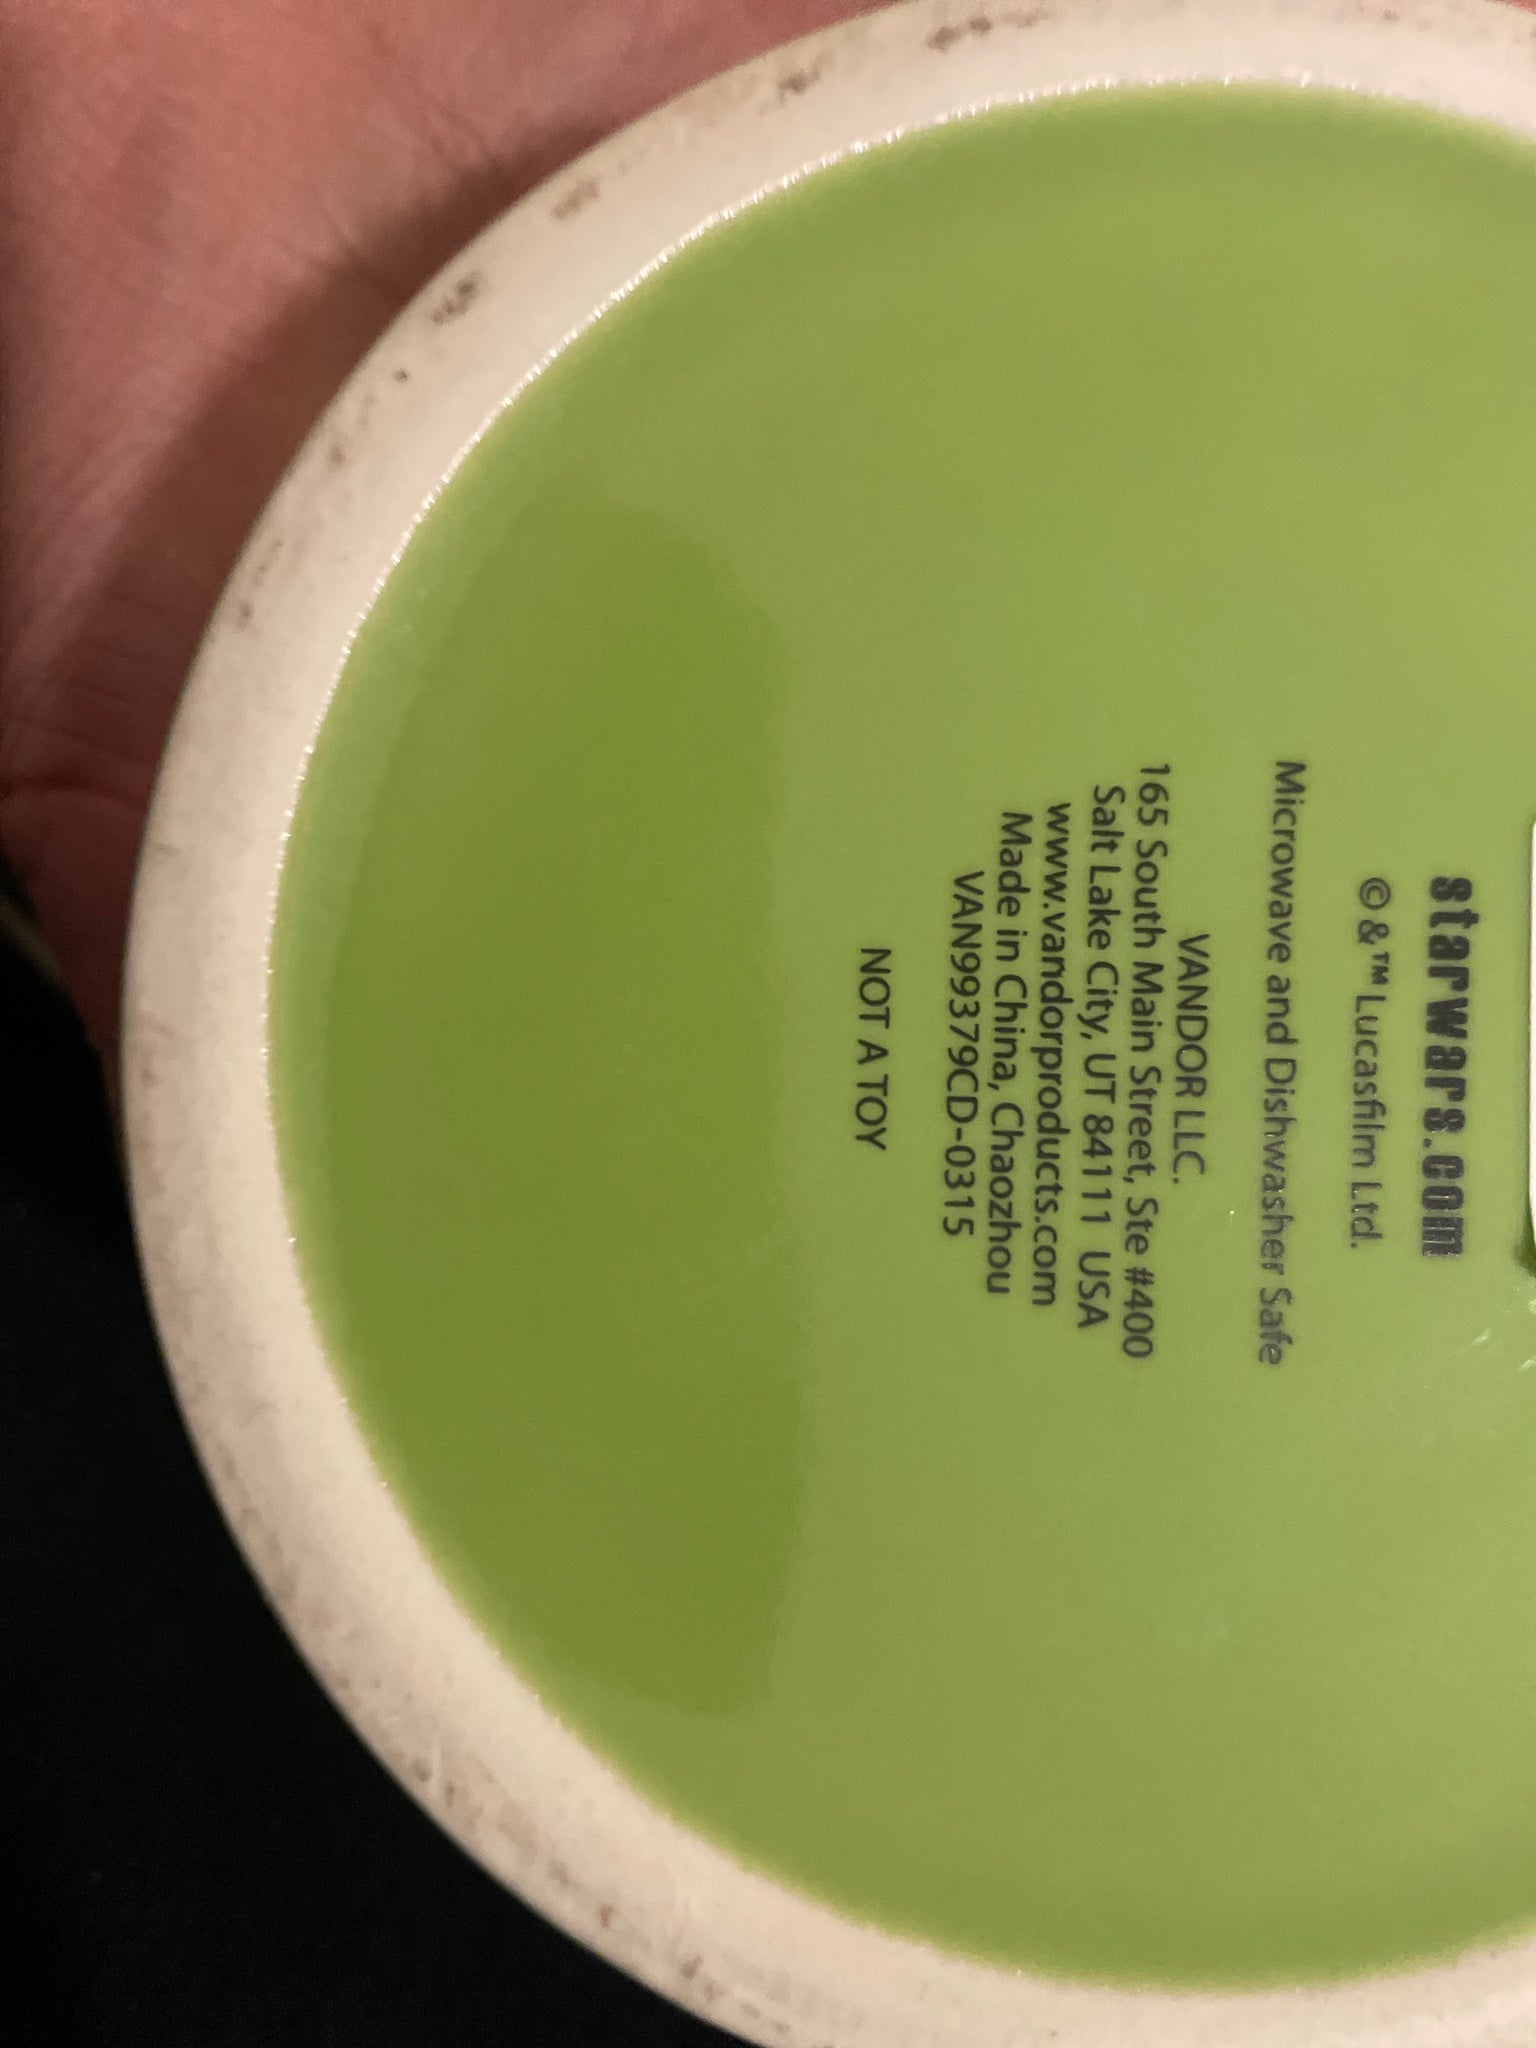 starwars.com
© & ™ Lucasfilm Ltd.
Microwave and Dishwasher Safe
VANDOR LLC.
165 South Main Street, Ste #400
Salt Lake City, UT 84111 USA
www.vandorproducts.com
Made in China, Chaozhou
VAN99379CD-0315
NOT A TOY